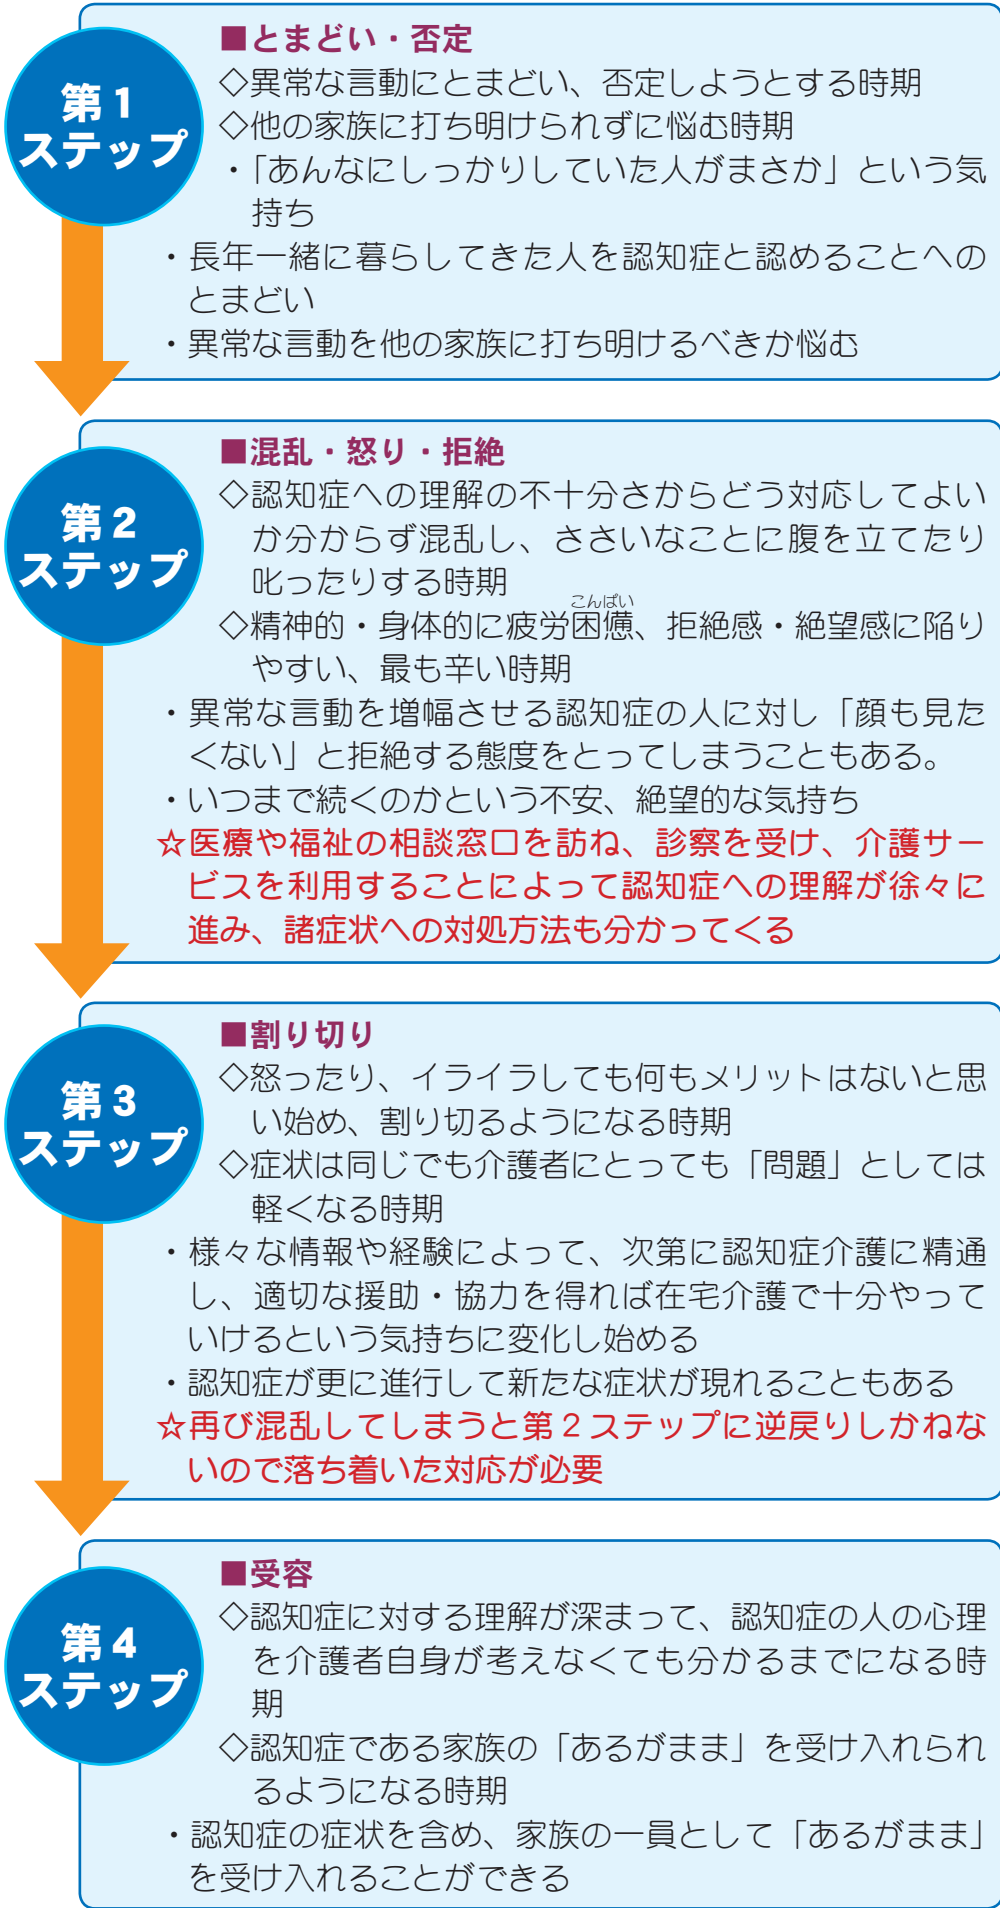 第1
ステップ
■とまどい・否定
◇異常な言動にとまどい、否定しようとする時期
◇他の家族に打ち明けられずに悩む時期
・「あんなにしっかりしていた人がまさか」という気
持ち
・長年一緒に暮らしてきた人を認知症と認めることへの
とまどい
・異常な言動を他の家族に打ち明けるべきか悩む
第2
ステップ
■混乱・怒り・拒絶
◇認知症への理解の不十分さからどう対応してよい
か分からず混乱し、ささいなことに腹を立てたり
叱ったりする時期
こんぱい
◇精神的・身体的に疲労困憊、拒絶感・絶望感に陥り
やすい、最も辛い時期
・異常な言動を増幅させる認知症の人に対し「顔も見た
くない」と拒絶する態度をとってしまうこともある。
・いつまで続くのかという不安、絶望的な気持ち
☆医療や福祉の相談窓口を訪ね、診察を受け、介護サー
ビスを利用することによって認知症への理解が徐々に
進み、諸症状への対処方法も分かってくる
第3
ステップ
■割り切り
◇怒ったり、イライラしても何もメリットはないと思
い始め、割り切るようになる時期
◇症状は同じでも介護者にとっても「問題」としては
軽くなる時期
・様々な情報や経験によって、次第に認知症介護に精通
し、適切な援助・協力を得れば在宅介護で十分やって
いけるという気持ちに変化し始める
・認知症が更に進行して新たな症状が現れることもある
☆再び混乱してしまうと第2ステップに逆戻りしかねな
いので落ち着いた対応が必要
第4
ステップ
■受容
◇認知症に対する理解が深まって、認知症の人の心理
を介護者自身が考えなくても分かるまでになる時
期
◇認知症である家族の「あるがまま」を受け入れられ
るようになる時期
・認知症の症状を含め、家族の一員として「あるがまま」
を受け入れることができる